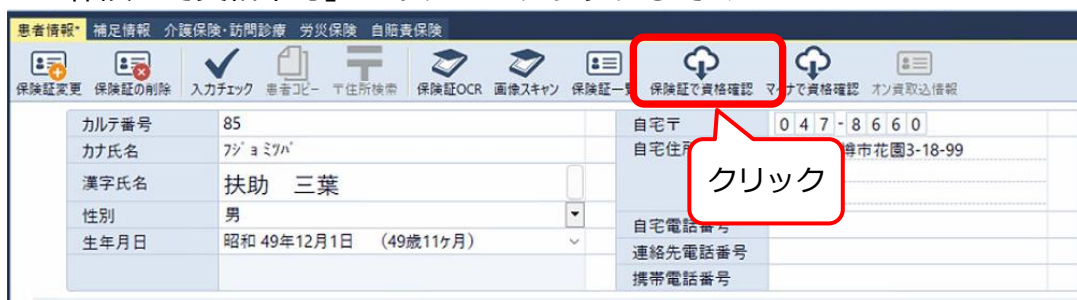 患者情報* 補足情報 介護保険・訪問診療 労災保険 自賠責保険
保険証変更 保険証の削除 入力チェック 患者コピー 〒住所検索 保険証OCR 画像スキャン 保険証一覧 保険証で資格確認 マイナで資格確認 オン資取込情報
カルテ番号 85 自宅〒 047-8660
カナ氏名 フジョ ミツバ 自宅住所 樽市花園3-18-99
漢字氏名 扶助 三葉
クリック
性別 男 自宅電話番号
生年月日 昭和 49年12月1日 (49歳11ヶ月) 連絡先電話番号
携帯電話番号